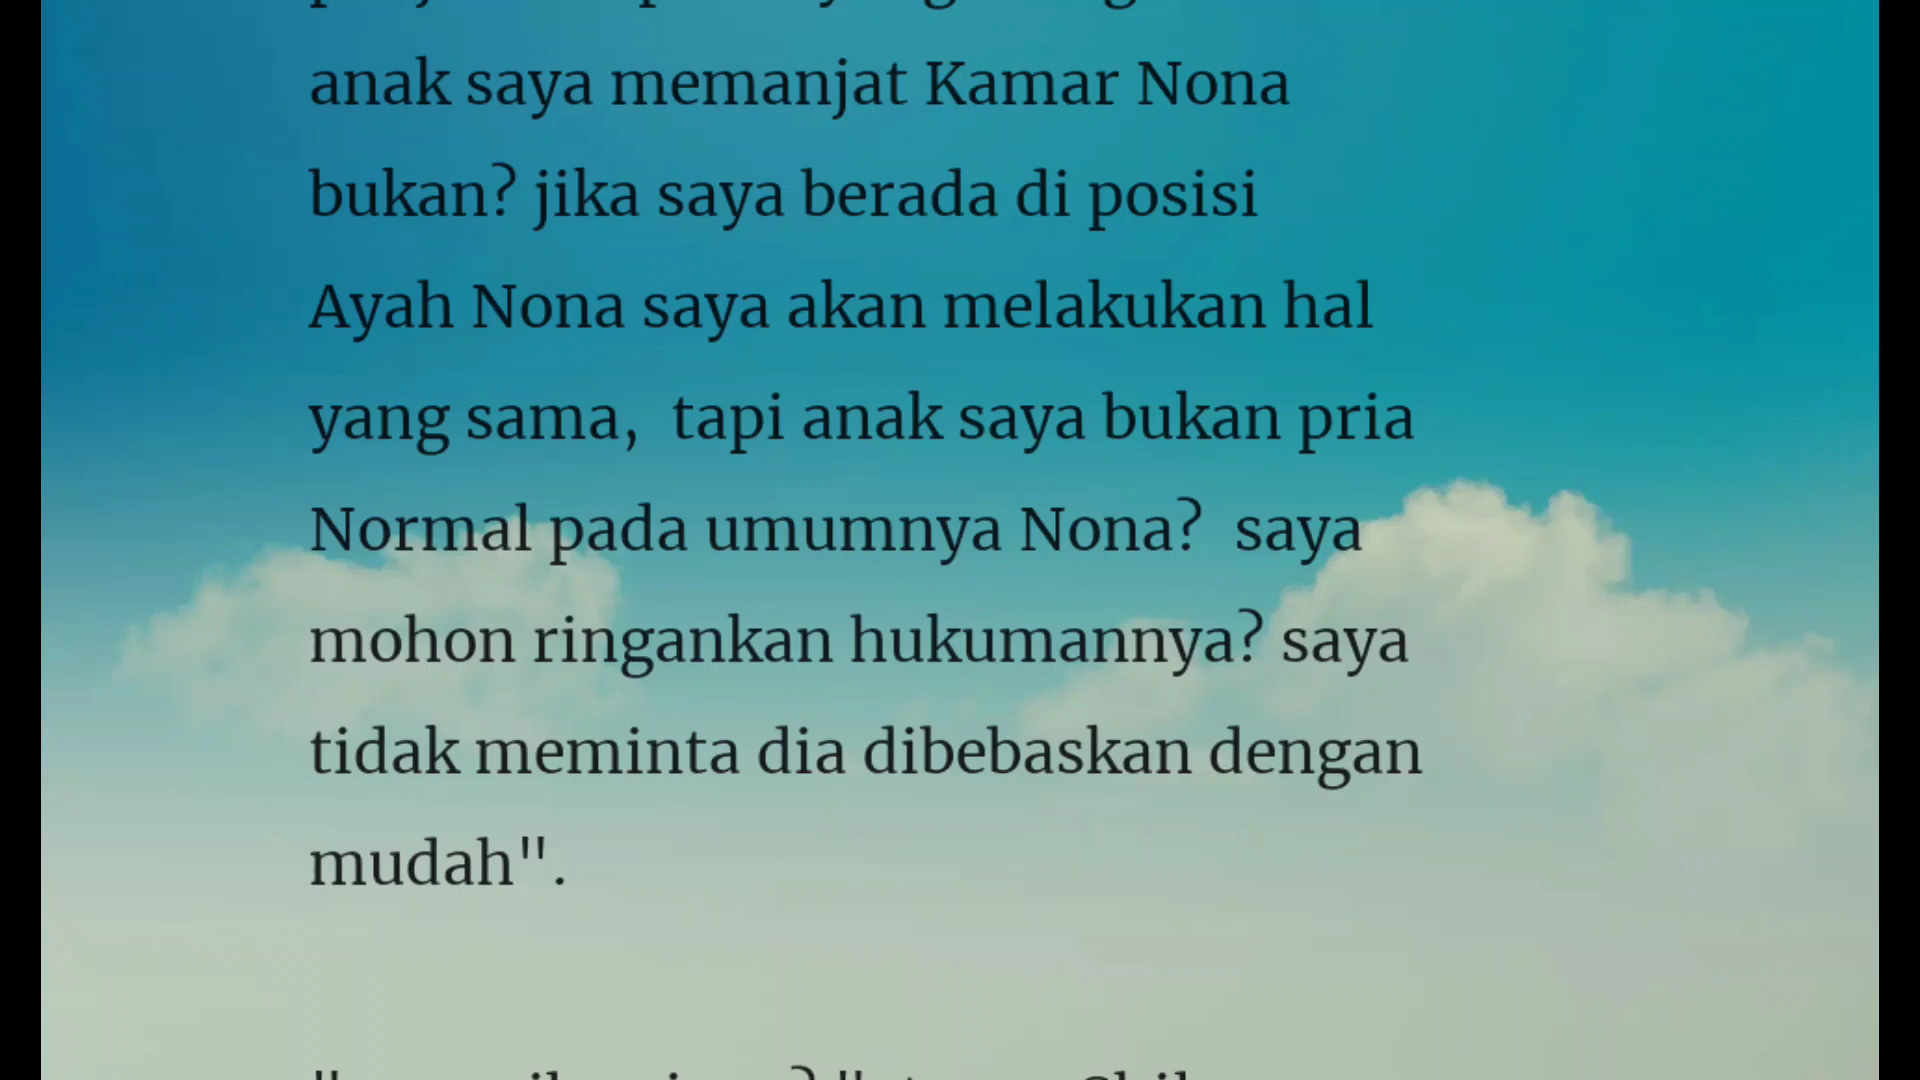 anak saya memanjat Kamar Nona
bukan? jika saya berada di posisi
Ayah Nona saya akan melakukan hal
yang sama,  tapi anak saya bukan pria
Normal pada umumnya Nona?  saya
mohon ringankan hukumannya? saya
tidak meminta dia dibebaskan dengan
mudah".